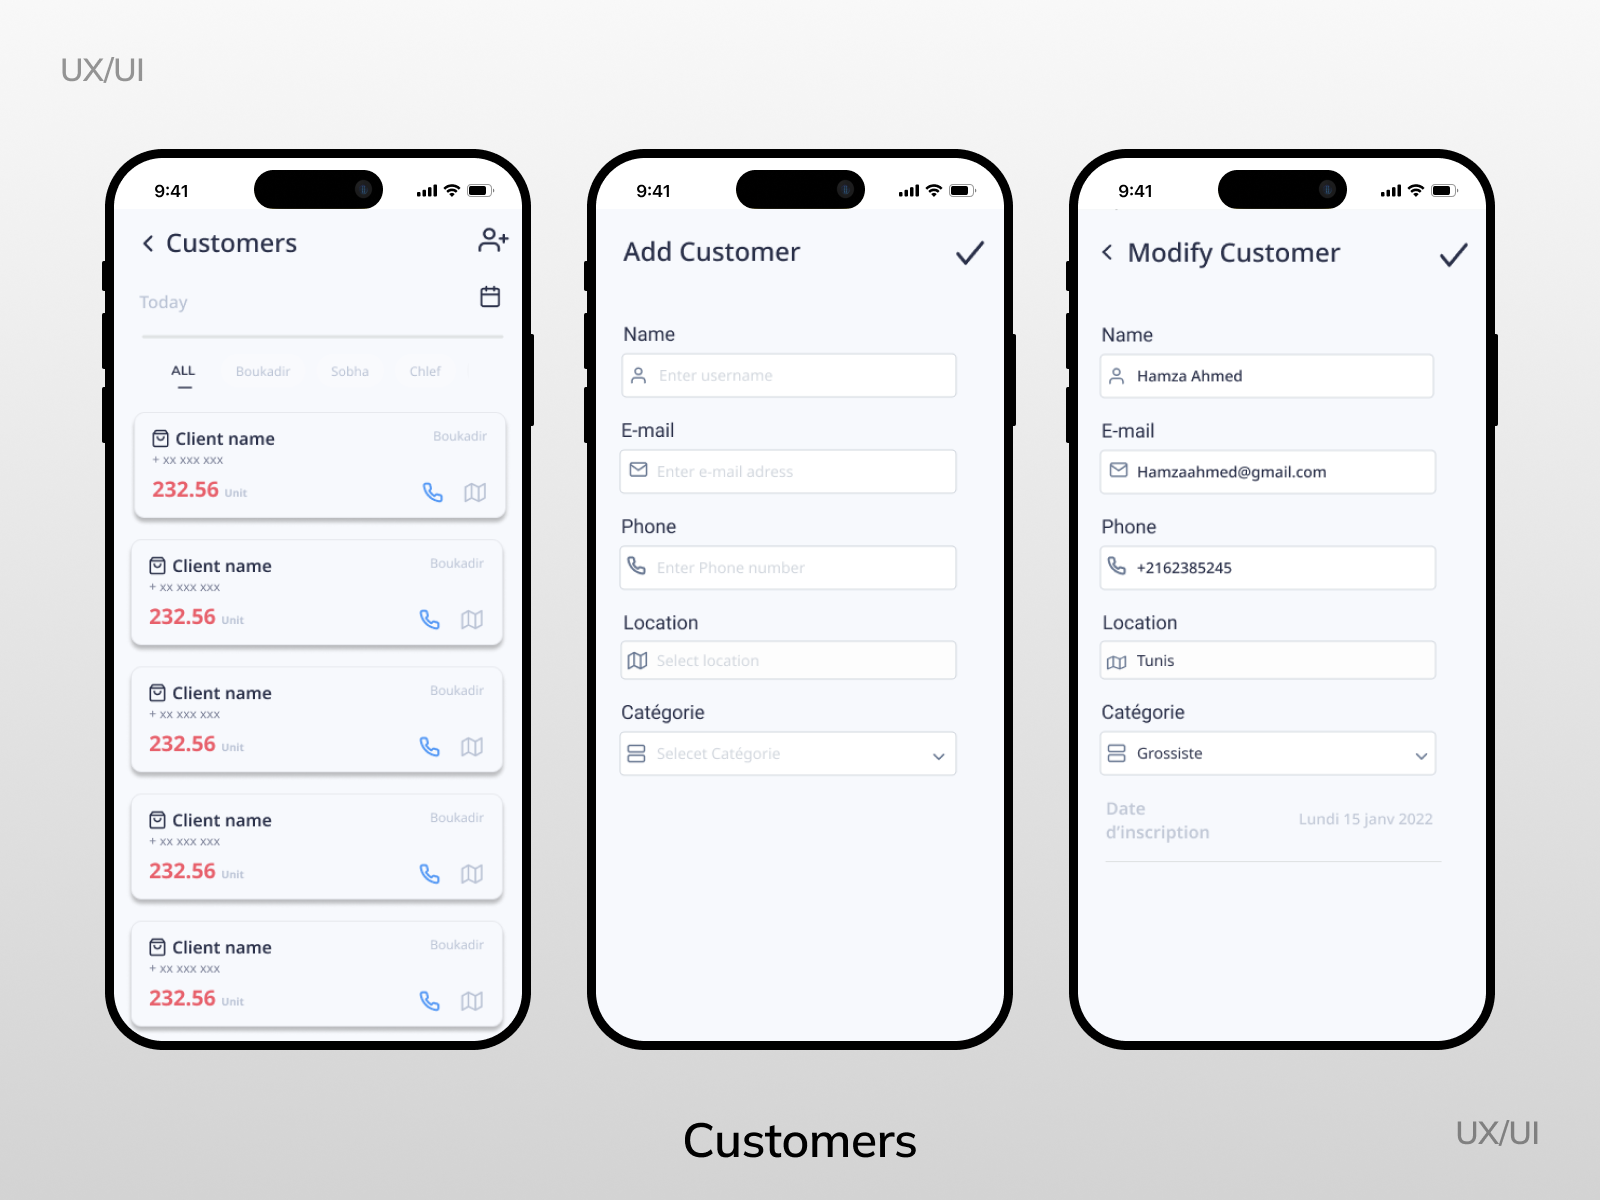 UX/UI
9:41
Customers
Today
ALL Boukadir Sobha Chlef
Client name Boukadir
+ xx xxx xxx
232.56 Unit
Client name Boukadir
+ xx xxx xxx
232.56 Unit
Client name Boukadir
+ xx xxx xxx
232.56 Unit
Client name Boukadir
+ xx xxx xxx
232.56 Unit
Client name Boukadir
+ xx xxx xxx
232.56 Unit
9:41
Add Customer
Name
Enter username
E-mail
Enter e-mail adress
Phone
Enter Phone number
Location
Select location
Catégorie
Selecet Catégorie
9:41
Modify Customer
Name
Hamza Ahmed
E-mail
Hamzaahmed@gmail.com
Phone
+2162385245
Location
Tunis
Catégorie
Grossiste
Date
d'inscription
Lundi 15 janv 2022
Customers
UX/UI